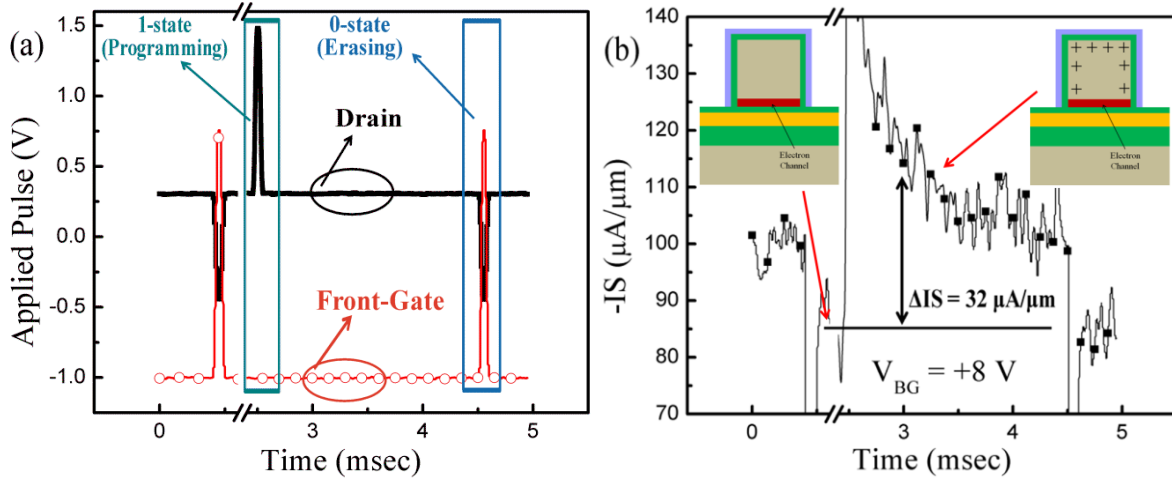 (a)
1-state
(Programming)
0-state
(Erasing)
Drain
Front-Gate
Applied Pulse (V)
1.5
1.0
0.5
0.0
-0.5
-1.0
0
3
4
5
Time (msec)
(b)
Electron
Channel
+ + + +
+ +
+ +
Electron
Channel
ΔIS = 32 μA/μm
V_BG = +8 V
-IS (μA/μm)
140
130
120
110
100
90
80
70
0
3
4
5
Time (msec)